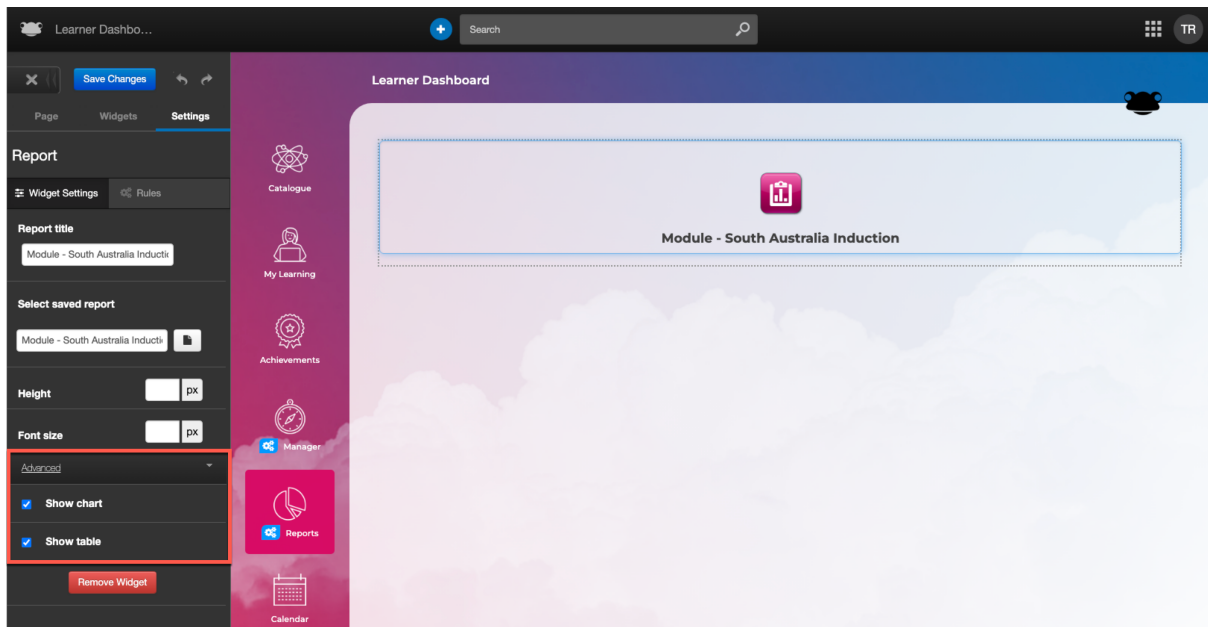 Learner Dashbo...
Search
TR
Save Changes
Page Widgets Settings
Report
Widget Settings Rules
Report title
Module - South Australia Inductic
Select saved report
Module - South Australia Inducti
Height px
Font size px
Advanced
Show chart
Show table
Remove Widget
Learner Dashboard
Catalogue
My Learning
Achievements
Manager
Reports
Calendar
Module - South Australia Induction